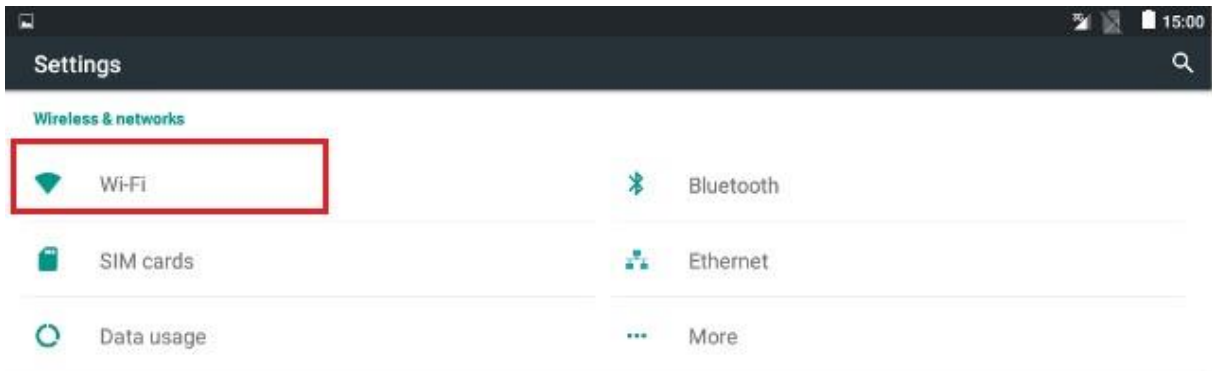 15:00
Settings
Wireless & networks
Wi-Fi
Bluetooth
SIM cards
Ethernet
Data usage
More